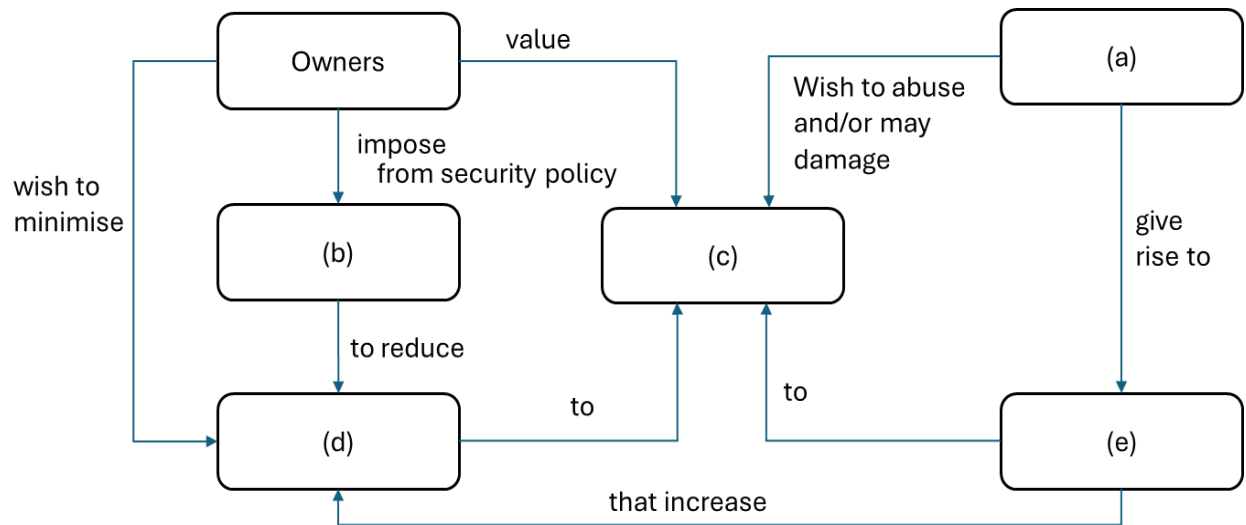 Owners
value
(a)
Wish to abuse
and/or may
damage
impose
from security policy
wish to
minimise
(b)
(c)
give
rise to
to reduce
(d)
to
to
(e)
that increase